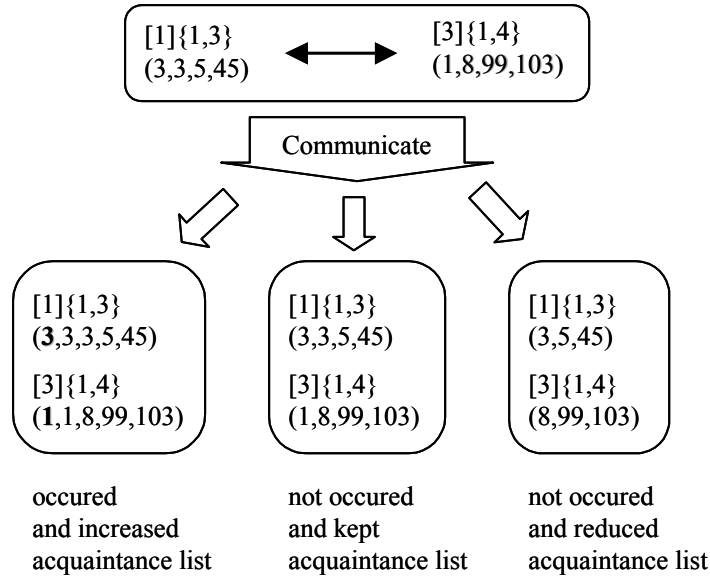 [1]{1,3}
(3,3,5,45)
[3]{1,4}
(1,8,99,103)
Communicate
[1]{1,3}
(3,3,3,5,45)
[3]{1,4}
(1,1,8,99,103)
[1]{1,3}
(3,3,5,45)
[3]{1,4}
(1,8,99,103)
[1]{1,3}
(3,5,45)
[3]{1,4}
(8,99,103)
occured
and increased
acquaintance list
not occured
and kept
acquaintance list
not occured
and reduced
acquaintance list